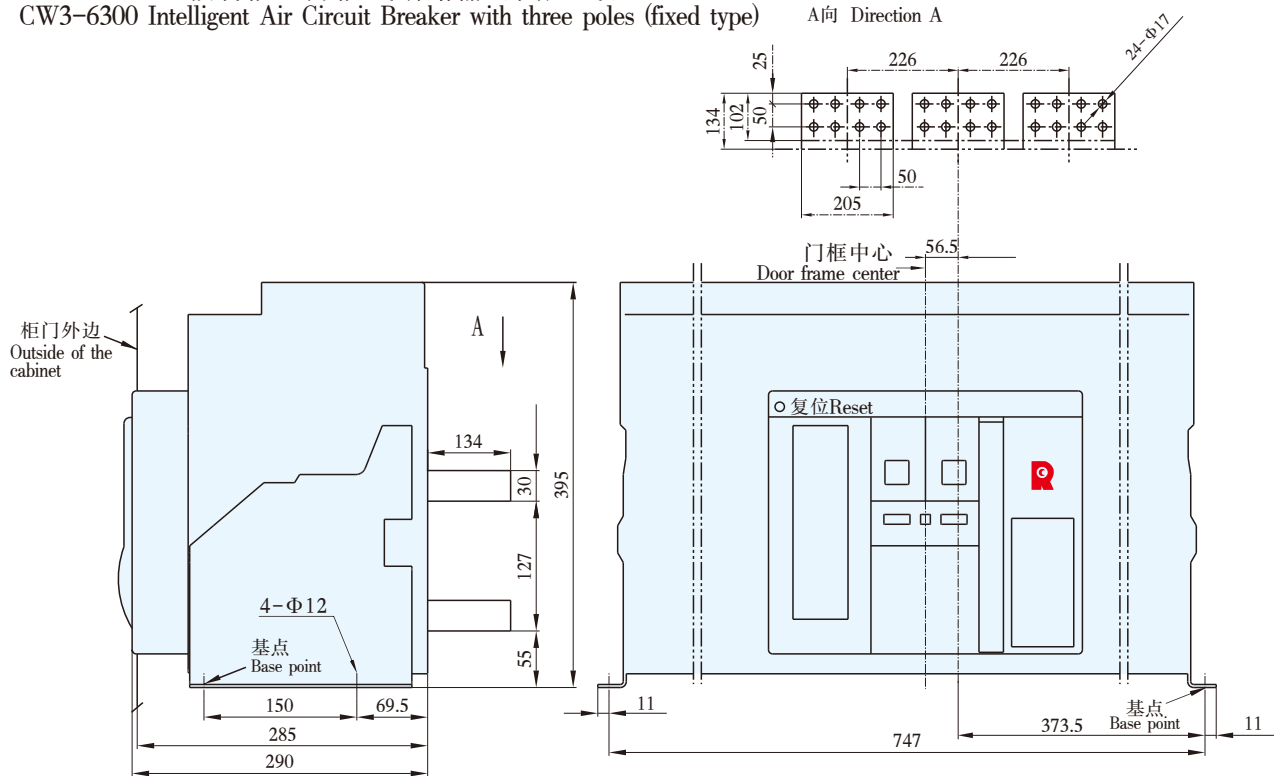 CW3-6300 Intelligent Air Circuit Breaker with three poles (fixed type)
A向 Direction A
24-Φ17
226
226
25
50
102
134
50
205
门框中心
Door frame center
56.5
柜门外边
Outside of the
cabinet
A
复位Reset
R
134
30
395
127
55
4-Φ12
基点
Base point
150
69.5
285
290
11
基点
Base point
373.5
11
747